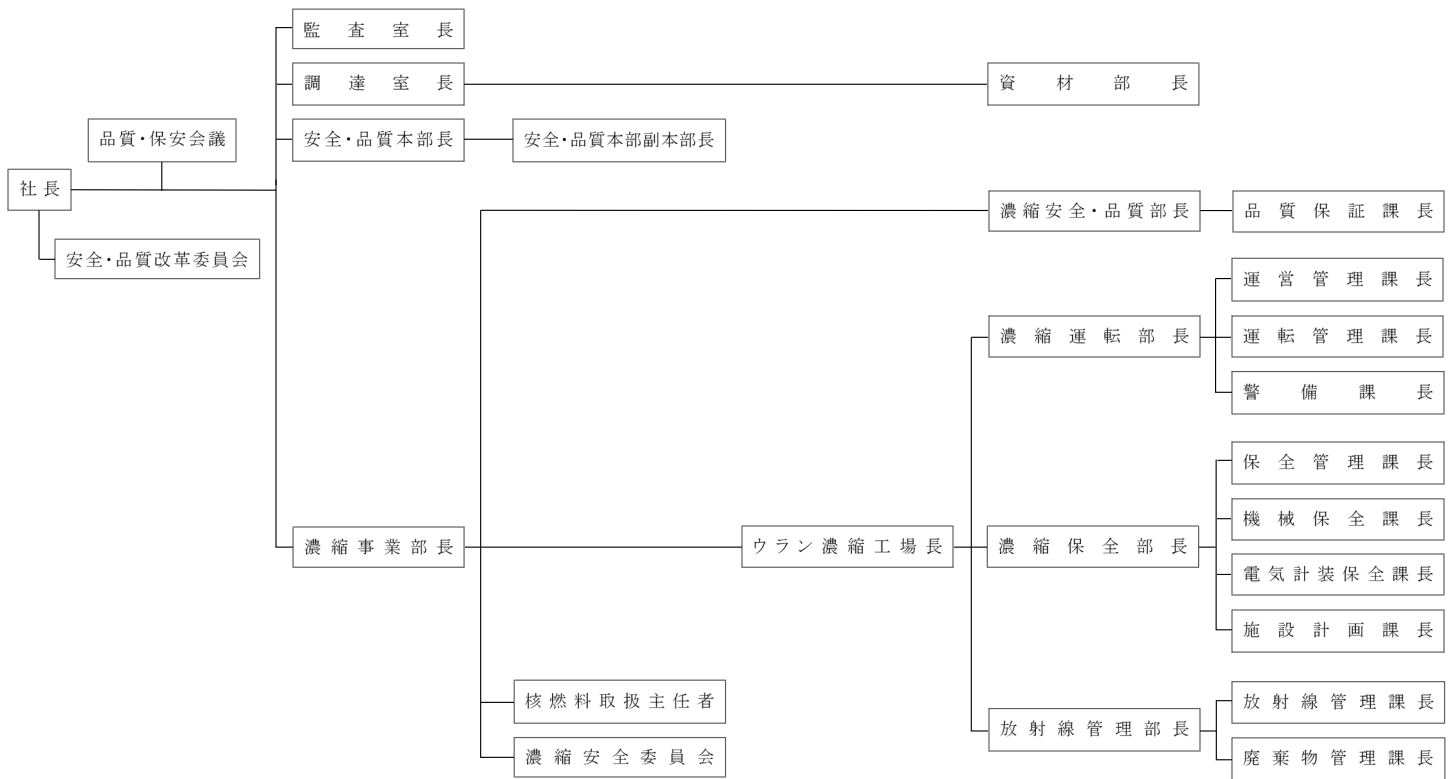 監査室長
調達室長
資材部長
品質・保安会議
安全・品質本部長
安全・品質本部副本部長
社長
濃縮安全・品質部長
品質保証課長
安全・品質改革委員会
運営管理課長
濃縮運転部長
運転管理課長
警備課長
保全管理課長
機械保全課長
濃縮事業部長
ウラン濃縮工場長
濃縮保全部長
電気計装保全課長
施設計画課長
核燃料取扱主任者
放射線管理課長
放射線管理部長
濃縮安全委員会
廃棄物管理課長